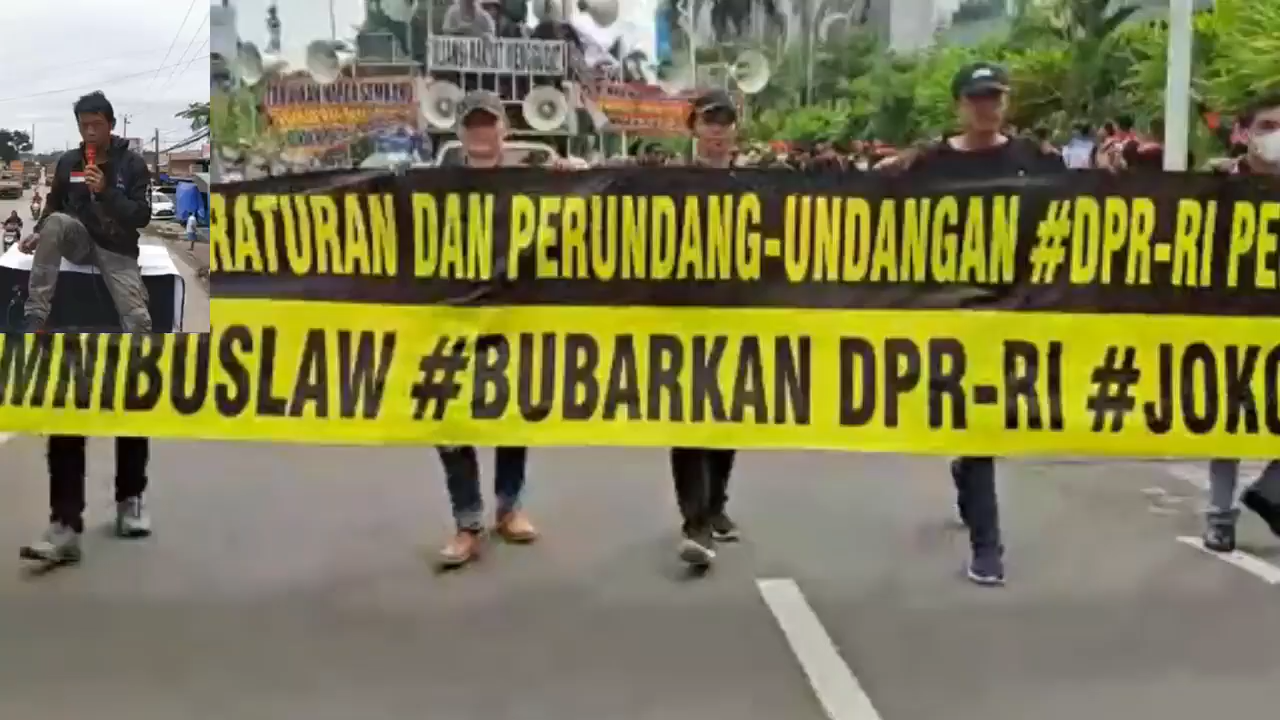 RATURAN DAN PERUNDANG-UNDANGAN #DPR-RI PE
MNIBUSLAW #BUBARKAN DPR-RI #JOKO